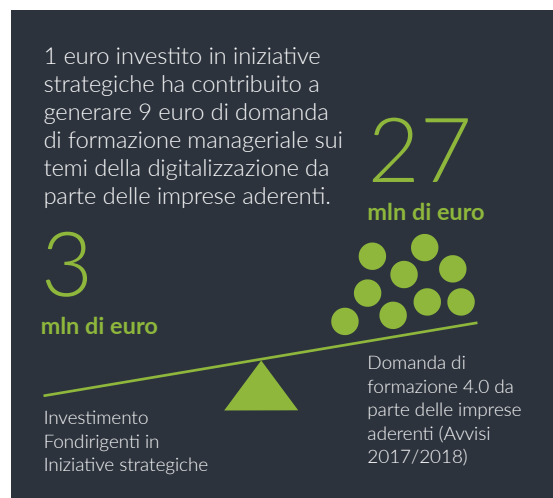 1 euro investito in iniziative
strategiche ha contribuito a
generare 9 euro di domanda
di formazione manageriale sui
temi della digitalizzazione da
parte delle imprese aderenti.
27
mln di euro
3
mln di euro
Investimento
Fondirigenti in
Iniziative strategiche
Domanda di
formazione 4.0 da
parte delle imprese
aderenti (Avvisi
2017/2018)